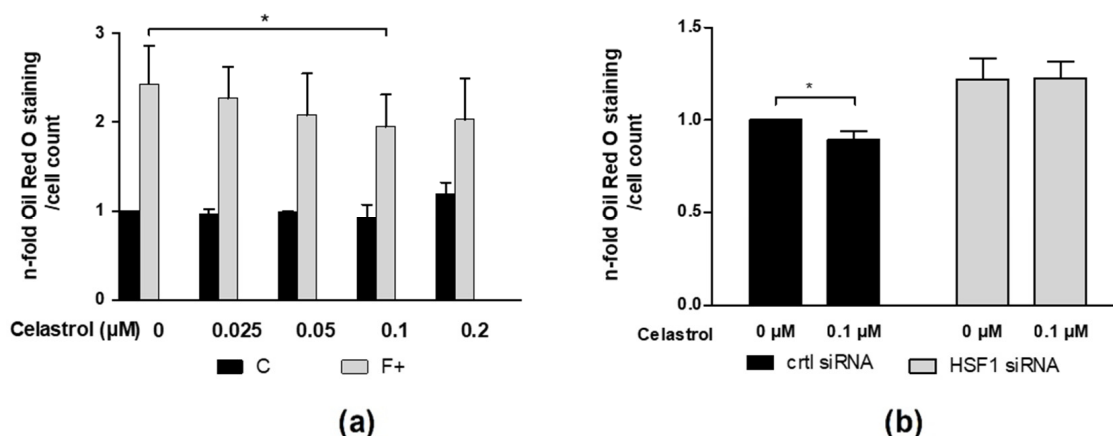 *
3
2
1
0
n-fold Oil Red O staining
/cell count
Celastrol (µM) 0 0.025 0.05 0.1 0.2
C F+
(a)
*
1.5
1.0
0.5
0.0
n-fold Oil Red O staining
/cell count
Celastrol 0 µM 0.1 µM 0 µM 0.1 µM
crtl siRNA HSF1 siRNA
(b)